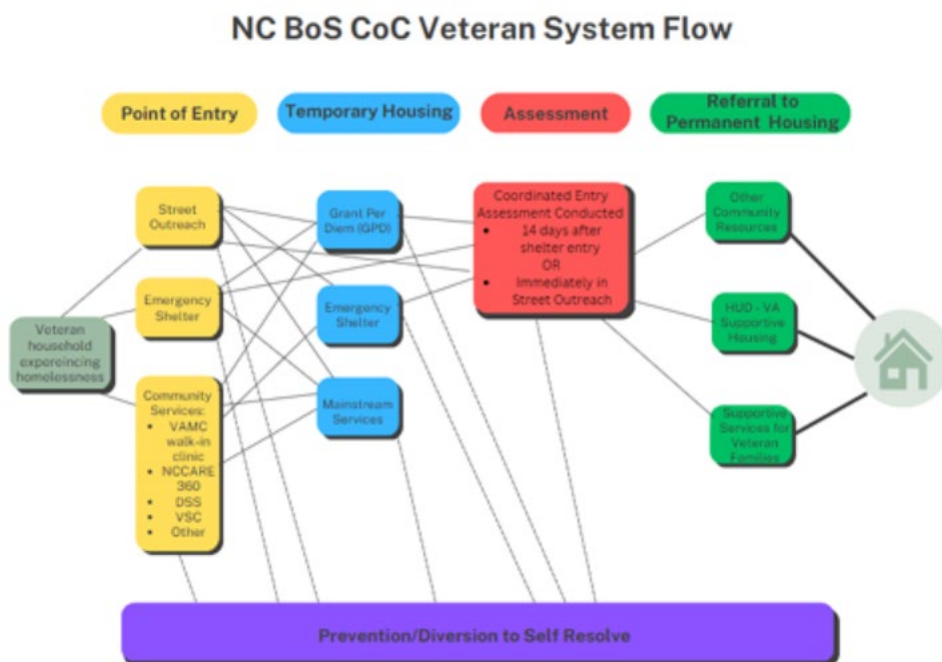 NC BoS CoC Veteran System Flow
Point of Entry
Temporary Housing
Assessment
Referral to
Permanent Housing
Street
Outreach
Emergency
Shelter
Veteran
household
expereincing
homelessness
Community
Services:
• VAMC
walk-in
clinic
• NCCARE
360
• DSS
• VSC
• Other
Grant Per
Diem (GPD)
Emergency
Shelter
Mainstream
Services
Coordinated Entry
Assessment Conducted
• 14 days after
shelter entry
OR
• Immediately in
Street Outreach
Other
Community
Resources
HUD - VA
Supportive
Housing
Supportive
Services for
Veteran
Families
Prevention/Diversion to Self Resolve